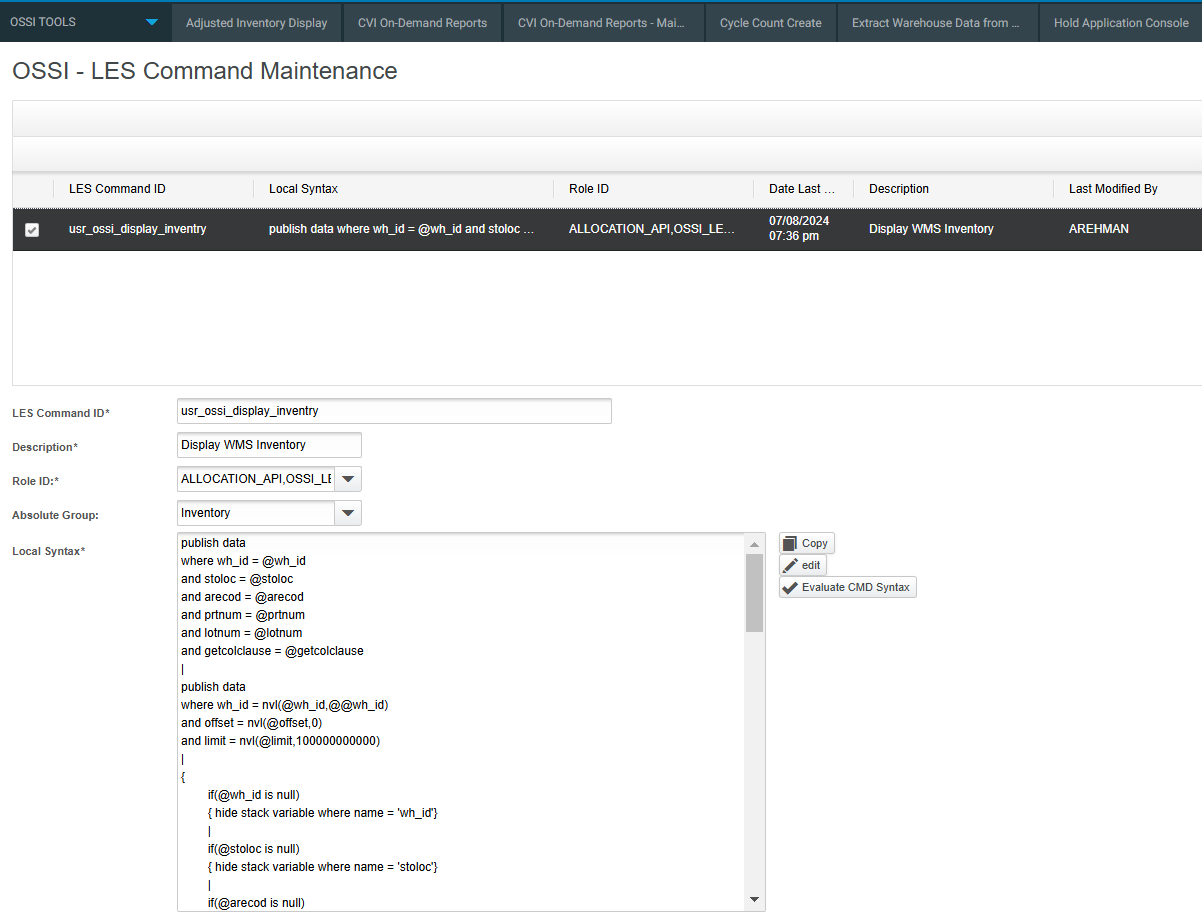 OSSI TOOLS Adjusted Inventory Display CVI On-Demand Reports CVI On-Demand Reports - Mai... Cycle Count Create Extract Warehouse Data from ... Hold Application Console
OSSI - LES Command Maintenance
LES Command ID Local Syntax Role ID Date Last ... Description Last Modified By
usr_ossi_display_inventry publish data where wh_id = @wh_id and stoloc ... ALLOCATION_API,OSSI_LE... 07/08/2024 07:36 pm Display WMS Inventory AREHMAN
LES Command ID* usr_ossi_display_inventry
Description* Display WMS Inventory
Role ID:* ALLOCATION_API,OSSI_LE
Absolute Group: Inventory
Local Syntax*
publish data
where wh_id = @wh_id
and stoloc = @stoloc
and arecod = @arecod
and prtnum = @prtnum
and lotnum = @lotnum
and getcolclause = @getcolclause
|
publish data
where wh_id = nvl(@wh_id,@@wh_id)
and offset = nvl(@offset,0)
and limit = nvl(@limit,100000000000)
|
{
if(@wh_id is null)
{ hide stack variable where name = 'wh_id'}
|
if(@stoloc is null)
{ hide stack variable where name = 'stoloc'}
|
if(@arecod is null)
Copy
edit
Evaluate CMD Syntax